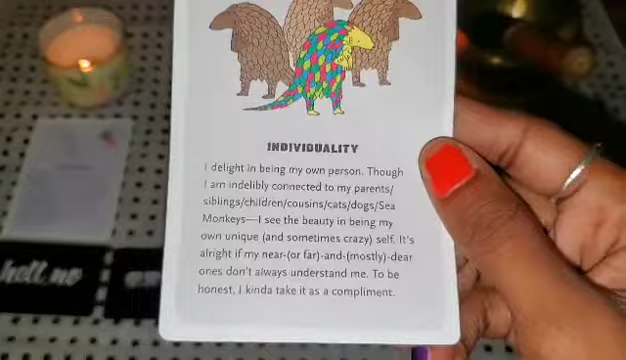 INDIVIDUALITY
I delight in being my own person. Though
I am indelibly connected to my parents/
siblings/children/cousins/cats/dogs/Sea
Monkeys—I see the beauty in being my
own unique (and sometimes crazy) self. It's
alright if my near-(or far)-and-(mostly)-dear
ones don't always understand me. To be
honest, I kinda take it as a compliment.
hell, no